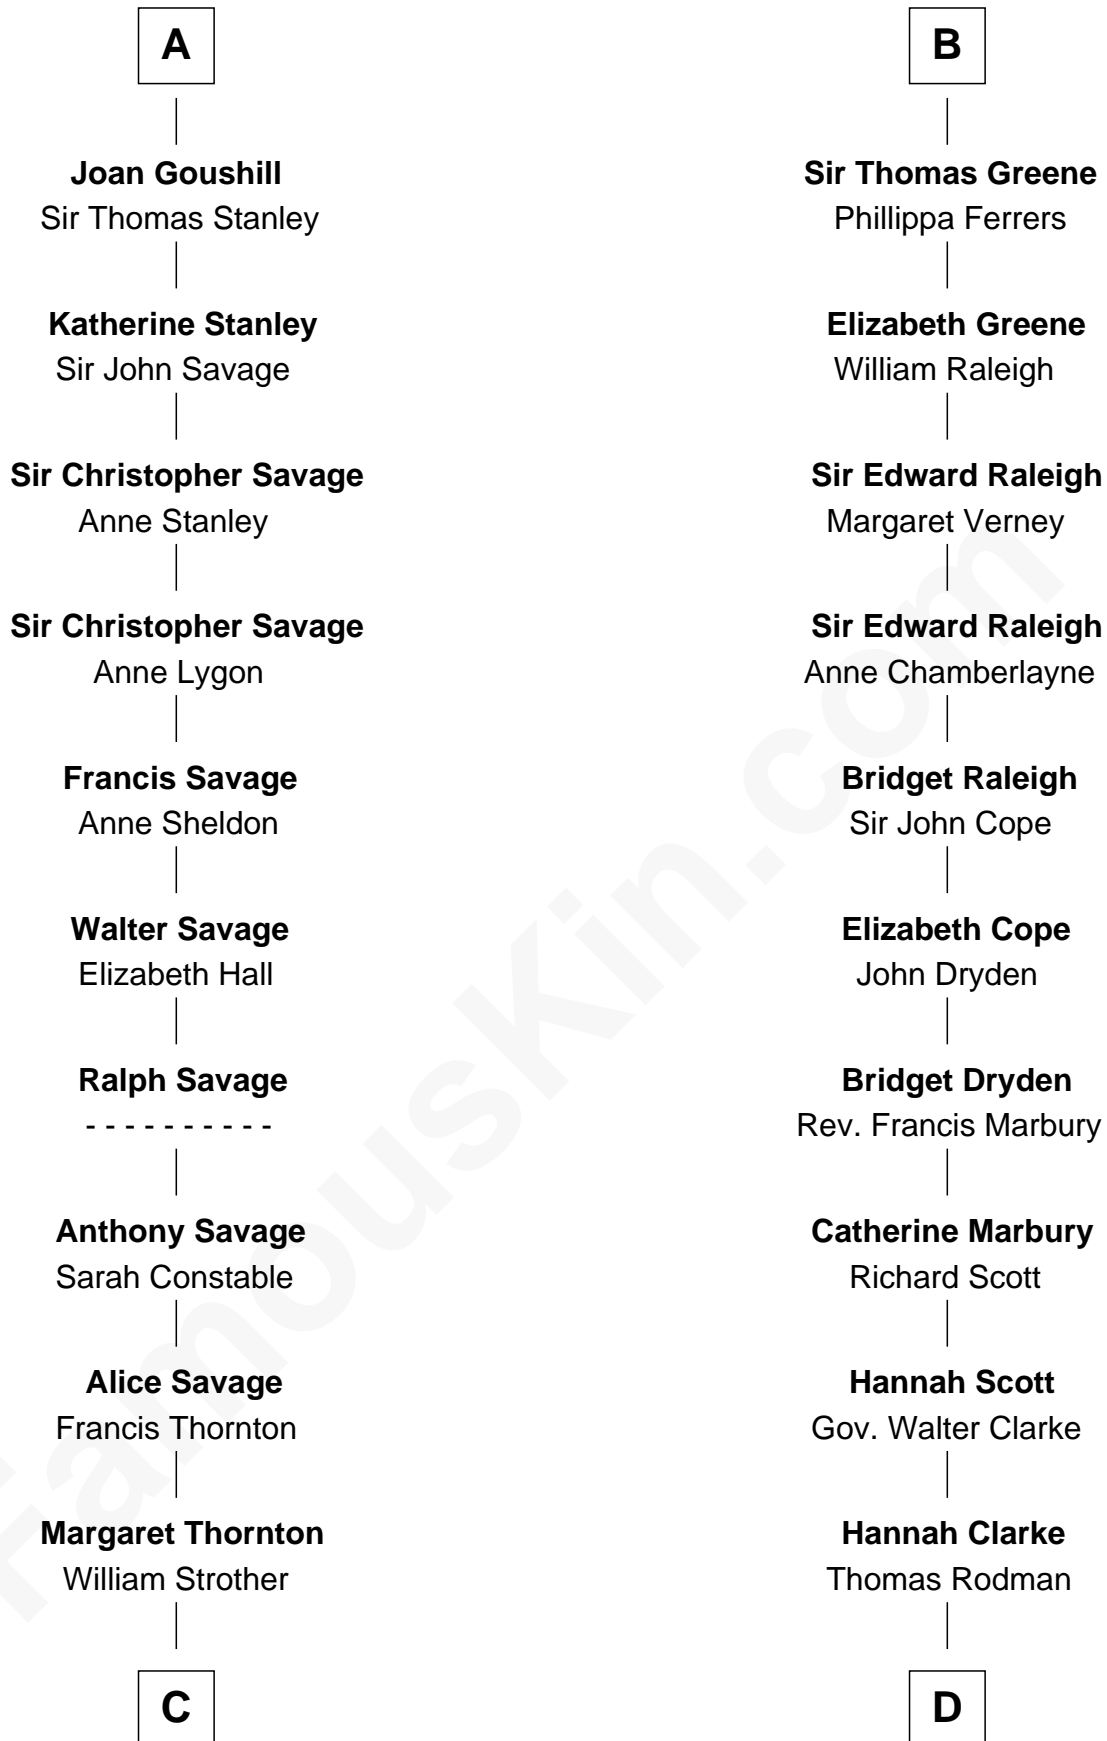 A
Joan Goushill
Sir Thomas Stanley
Katherine Stanley
Sir John Savage
Sir Christopher Savage
Anne Stanley
Sir Christopher Savage
Anne Lygon
Francis Savage
Anne Sheldon
Walter Savage
Elizabeth Hall
Ralph Savage
- - - - - - - - - -
Anthony Savage
Sarah Constable
Alice Savage
Francis Thornton
Margaret Thornton
William Strother
C
B
Sir Thomas Greene
Phillippa Ferrers
Elizabeth Greene
William Raleigh
Sir Edward Raleigh
Margaret Verney
Sir Edward Raleigh
Anne Chamberlayne
Bridget Raleigh
Sir John Cope
Elizabeth Cope
John Dryden
Bridget Dryden
Rev. Francis Marbury
Catherine Marbury
Richard Scott
Hannah Scott
Gov. Walter Clarke
Hannah Clarke
Thomas Rodman
D
FamousKin.com